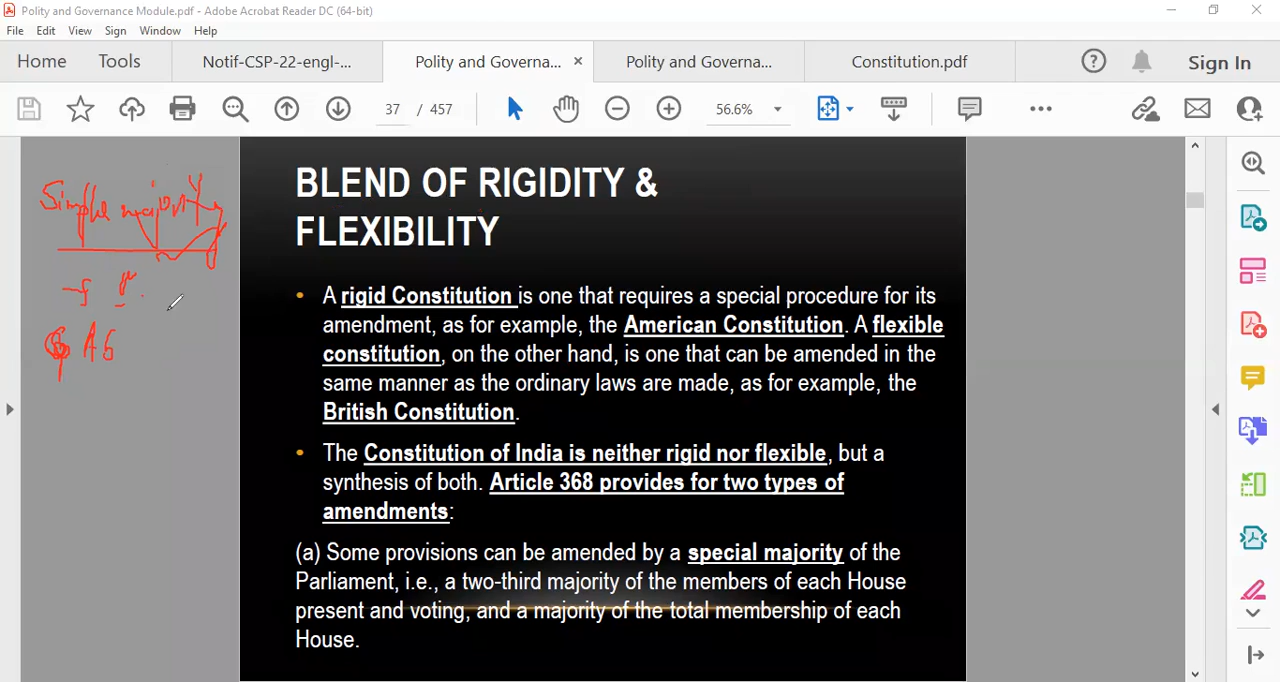 Polity and Governance Module.pdf - Adobe Acrobat Reader DC (64-bit)
File Edit View Sign Window Help
Home Tools Notif-CSP-22-engl-... Polity and Governa... × Polity and Governa... Constitution.pdf Sign In
37 / 457 56.6%
Simple majority
BLEND OF RIGIDITY &
FLEXIBILITY
• A rigid Constitution is one that requires a special procedure for its
amendment, as for example, the American Constitution. A flexible
constitution, on the other hand, is one that can be amended in the
same manner as the ordinary laws are made, as for example, the
British Constitution.
• The Constitution of India is neither rigid nor flexible, but a
synthesis of both. Article 368 provides for two types of
amendments:
(a) Some provisions can be amended by a special majority of the
Parliament, i.e., a two-third majority of the members of each House
present and voting, and a majority of the total membership of each
House.